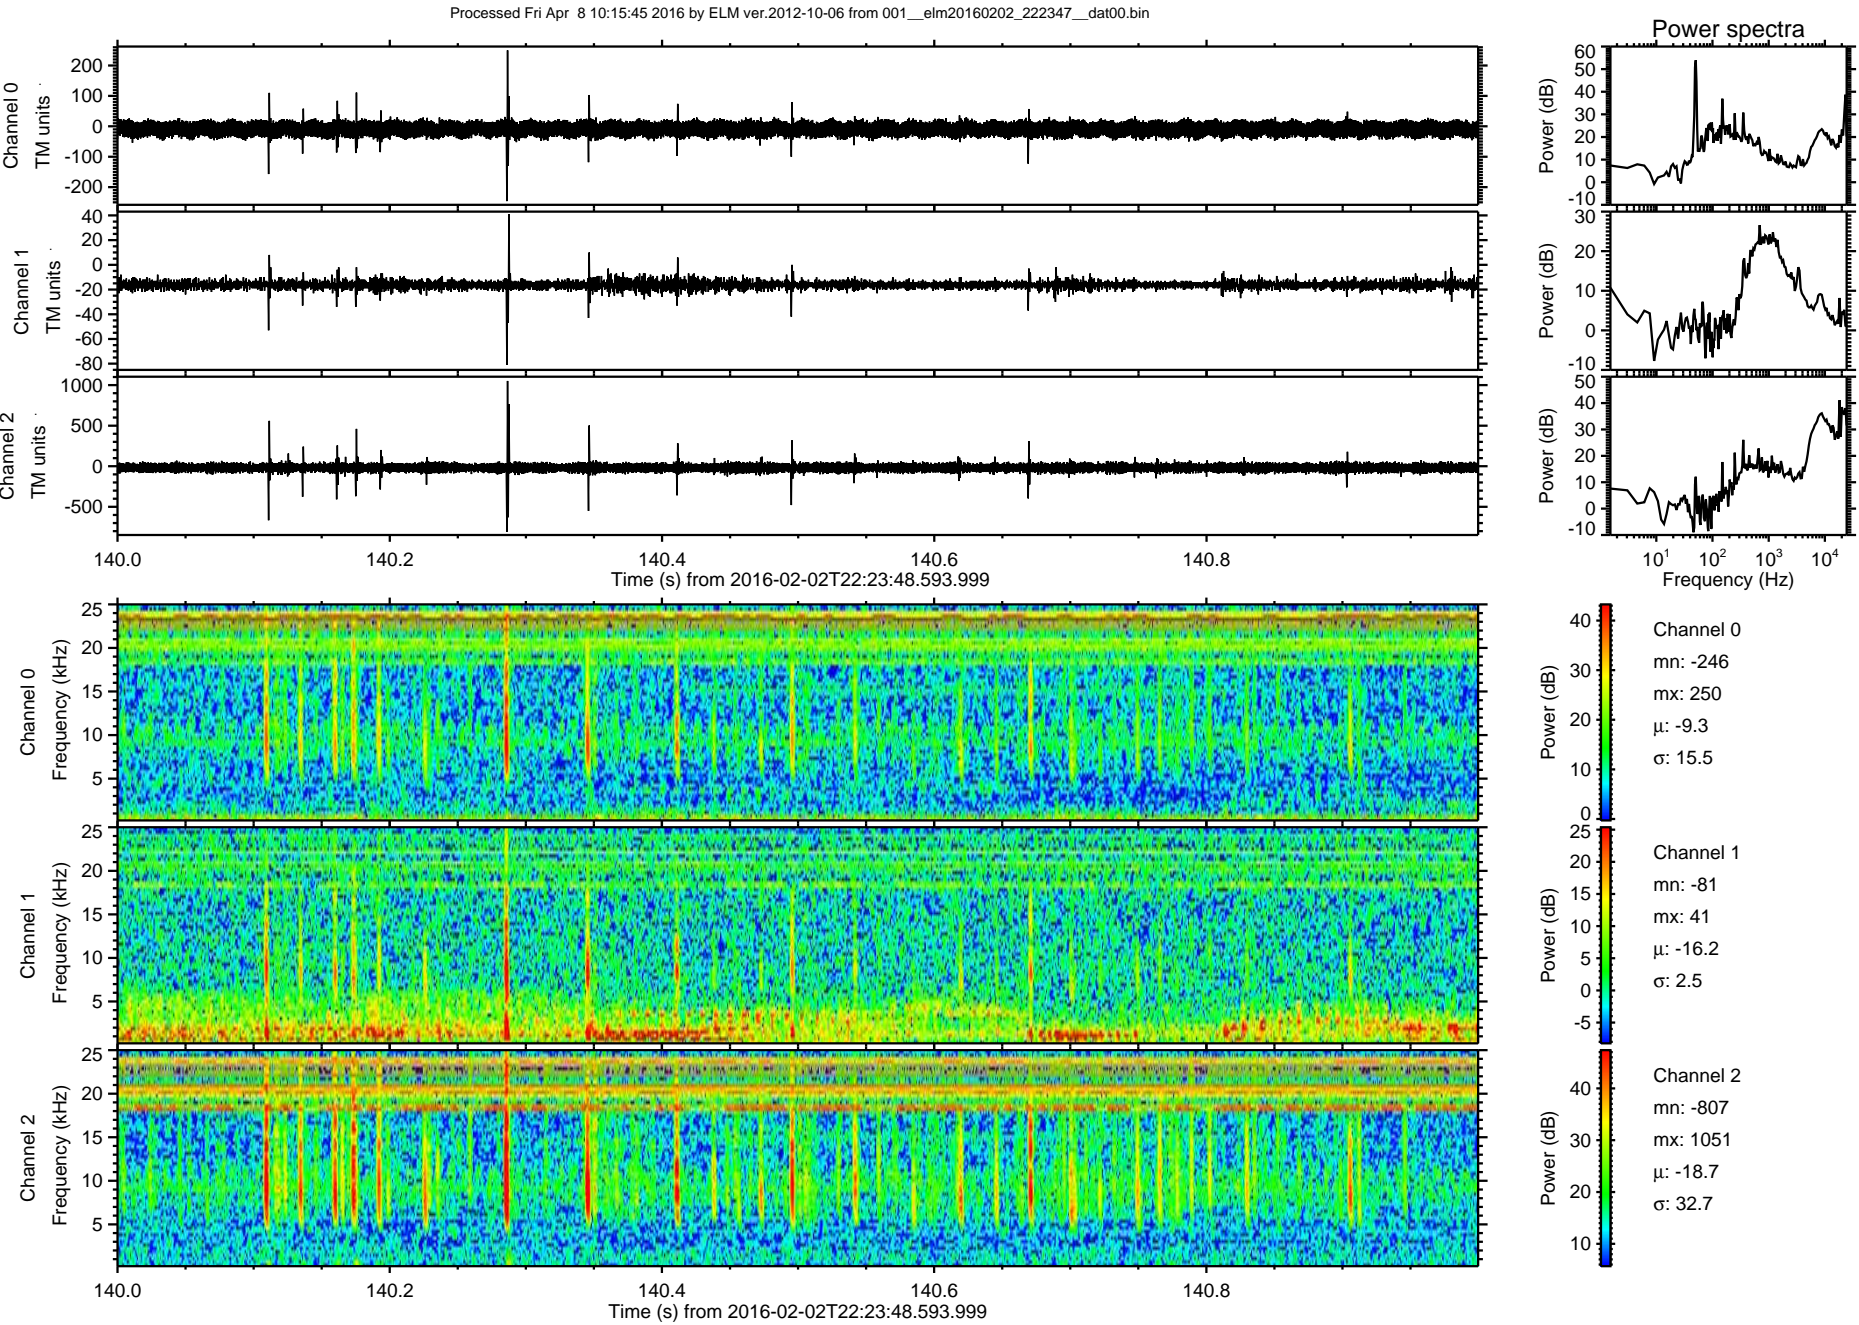 Processed Fri Apr  8 10:15:45 2016 by ELM ver.2012-10-06 from 001__elm20160202_222347__dat00.bin
Power spectra
Channel 0
TM units
200
100
0
-100
-200
Power (dB)
60
50
40
30
20
10
0
-10
Channel 1
TM units
40
20
0
-20
-40
-60
-80
Power (dB)
30
20
10
0
-10
Channel 2
TM units
1000
500
0
-500
Power (dB)
50
40
30
20
10
0
-10
140.0 140.2 140.4 140.6 140.8
Time (s) from 2016-02-02T22:23:48.593.999
10^1 10^2 10^3 10^4
Frequency (Hz)
Channel 0
Frequency (kHz)
25
20
15
10
5
Power (dB)
40
30
20
10
0
Channel 0
mn: -246
mx: 250
μ: -9.3
σ: 15.5
Channel 1
Frequency (kHz)
25
20
15
10
5
Power (dB)
25
20
15
10
5
0
-5
Channel 1
mn: -81
mx: 41
μ: -16.2
σ: 2.5
Channel 2
Frequency (kHz)
25
20
15
10
5
Power (dB)
40
30
20
10
Channel 2
mn: -807
mx: 1051
μ: -18.7
σ: 32.7
140.0 140.2 140.4 140.6 140.8
Time (s) from 2016-02-02T22:23:48.593.999